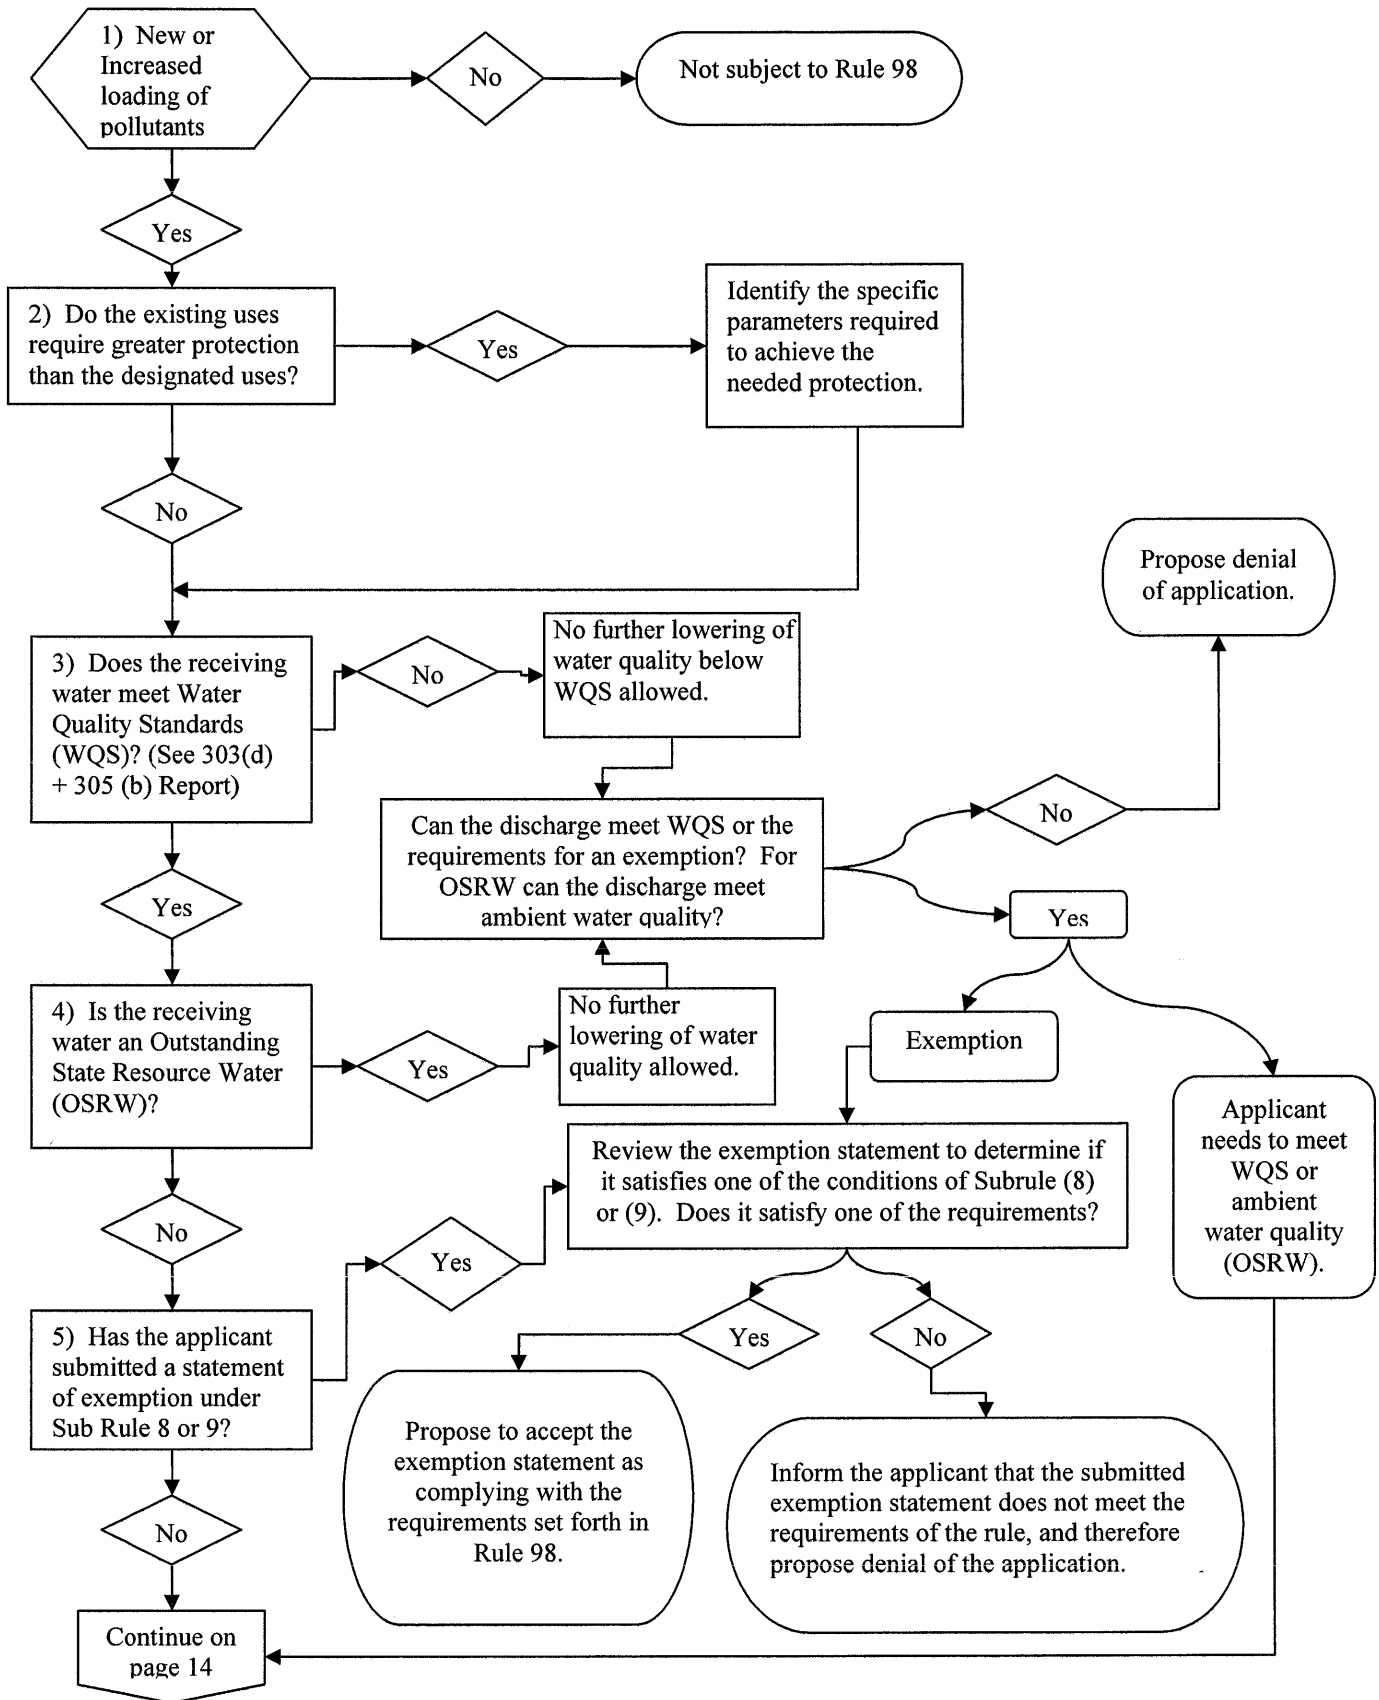 1) New or
Increased
loading of
pollutants
No
Not subject to Rule 98
Yes
2) Do the existing uses
require greater protection
than the designated uses?
Yes
Identify the specific
parameters required
to achieve the
needed protection.
No
Propose denial
of application.
3) Does the receiving
water meet Water
Quality Standards
(WQS)? (See 303(d)
+ 305 (b) Report)
No
No further lowering of
water quality below
WQS allowed.
Can the discharge meet WQS or the
requirements for an exemption? For
OSRW can the discharge meet
ambient water quality?
No
Yes
Yes
4) Is the receiving
water an Outstanding
State Resource Water
(OSRW)?
Yes
No further
lowering of water
quality allowed.
Exemption
Applicant
needs to meet
WQS or
ambient
water quality
(OSRW).
Review the exemption statement to determine if
it satisfies one of the conditions of Subrule (8)
or (9). Does it satisfy one of the requirements?
No
Yes
5) Has the applicant
submitted a statement
of exemption under
Sub Rule 8 or 9?
Yes
No
Propose to accept the
exemption statement as
complying with the
requirements set forth in
Rule 98.
Inform the applicant that the submitted
exemption statement does not meet the
requirements of the rule, and therefore
propose denial of the application.
No
Continue on
page 14